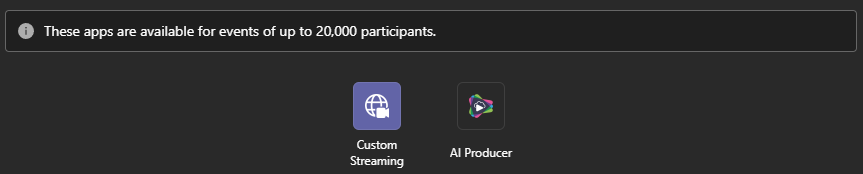 These apps are available for events of up to 20,000 participants.
Custom
Streaming
AI Producer